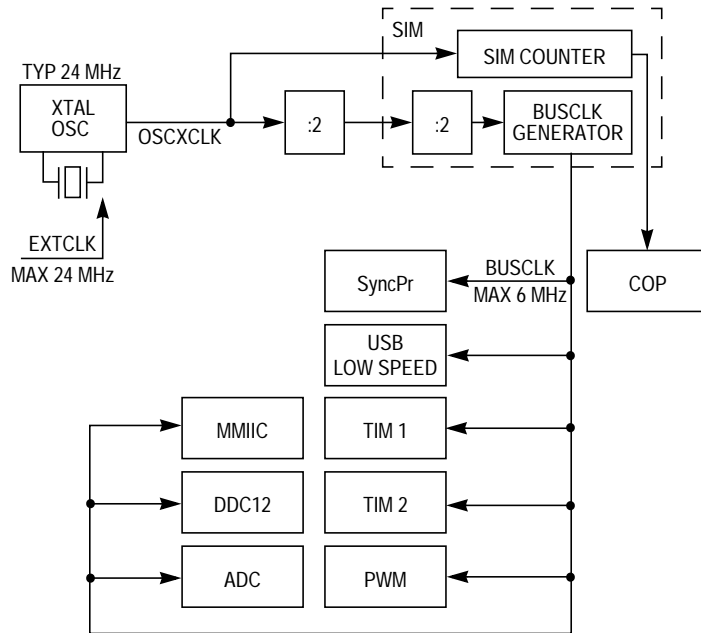 SIM
TYP 24 MHz
SIM COUNTER
XTAL
OSC
OSCXCLK
:2
:2
BUSCLK
GENERATOR
EXTCLK
MAX 24 MHz
SyncPr
BUSCLK
MAX 6 MHz
COP
USB
LOW SPEED
MMIIC
TIM 1
DDC12
TIM 2
ADC
PWM